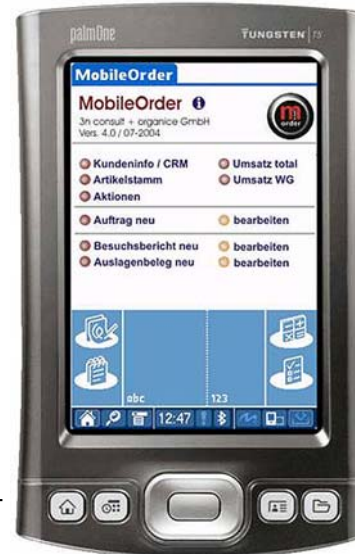 palmOne TUNGSTEN T5
MobileOrder
MobileOrder i
3n consult + organice GmbH
Vers. 4.0 / 07-2004
m
order
Kundeninfo / CRM Umsatz total
Artikelstamm Umsatz WG
Aktionen
Auftrag neu bearbeiten
Besuchsbericht neu bearbeiten
Auslagenbeleg neu bearbeiten
abc 123
12:47